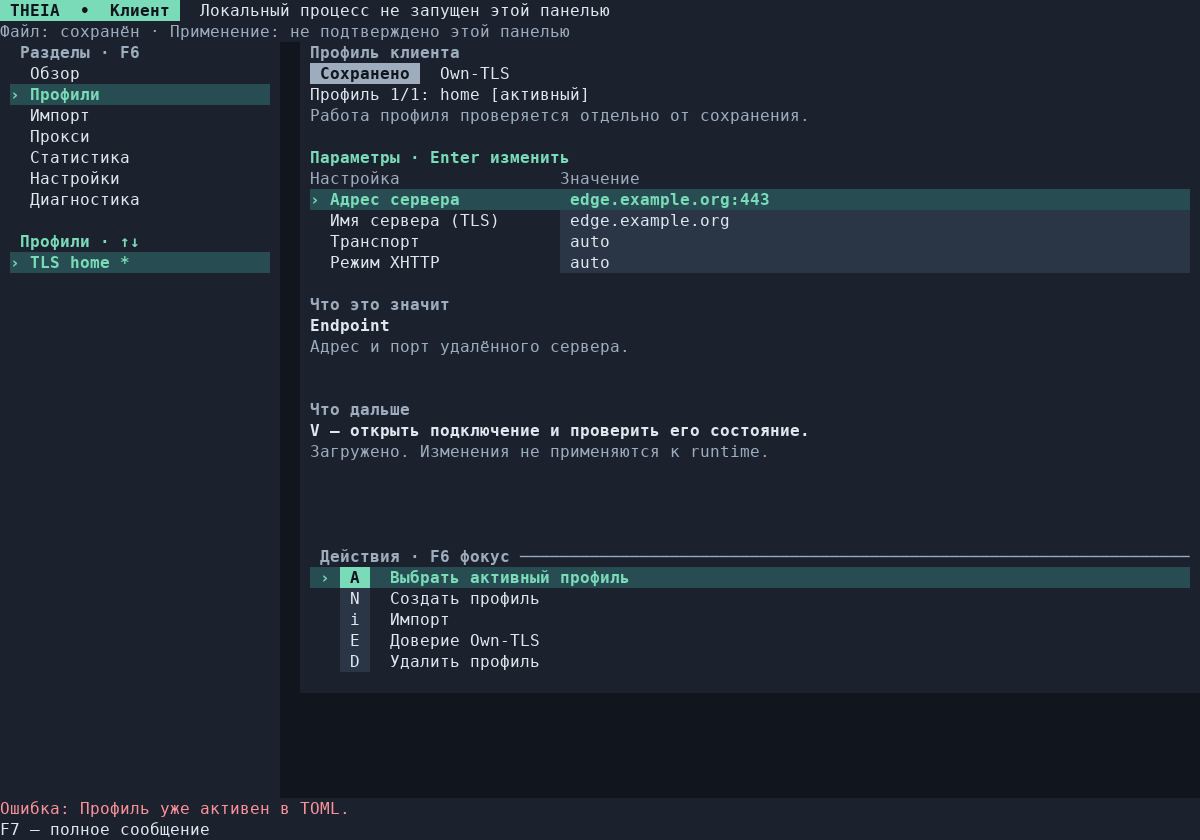 THEIA • Клиент Локальный процесс не запущен этой панелью
Файл: сохранён · Применение: не подтверждено этой панелью
Разделы · F6
Обзор
› Профили
Импорт
Прокси
Статистика
Настройки
Диагностика
Профили · ↑↓
› TLS home *
Профиль клиента
Сохранено Own-TLS
Профиль 1/1: home [активный]
Работа профиля проверяется отдельно от сохранения.
Параметры · Enter изменить
Настройка Значение
› Адрес сервера edge.example.org:443
Имя сервера (TLS) edge.example.org
Транспорт auto
Режим XHTTP auto
Что это значит
Endpoint
Адрес и порт удалённого сервера.
Что дальше
V — открыть подключение и проверить его состояние.
Загружено. Изменения не применяются к runtime.
Действия · F6 фокус
› A Выбрать активный профиль
N Создать профиль
i Импорт
E Доверие Own-TLS
D Удалить профиль
Ошибка: Профиль уже активен в TOML.
F7 — полное сообщение